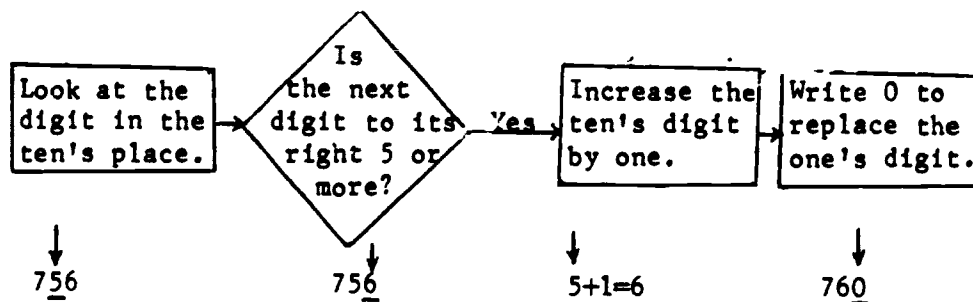 Look at the
digit in the
ten's place.
Is
the next
digit to its
right 5 or
more?
Yes
Increase the
ten's digit
by one.
Write 0 to
replace the
one's digit.
756
756
5+1=6
760